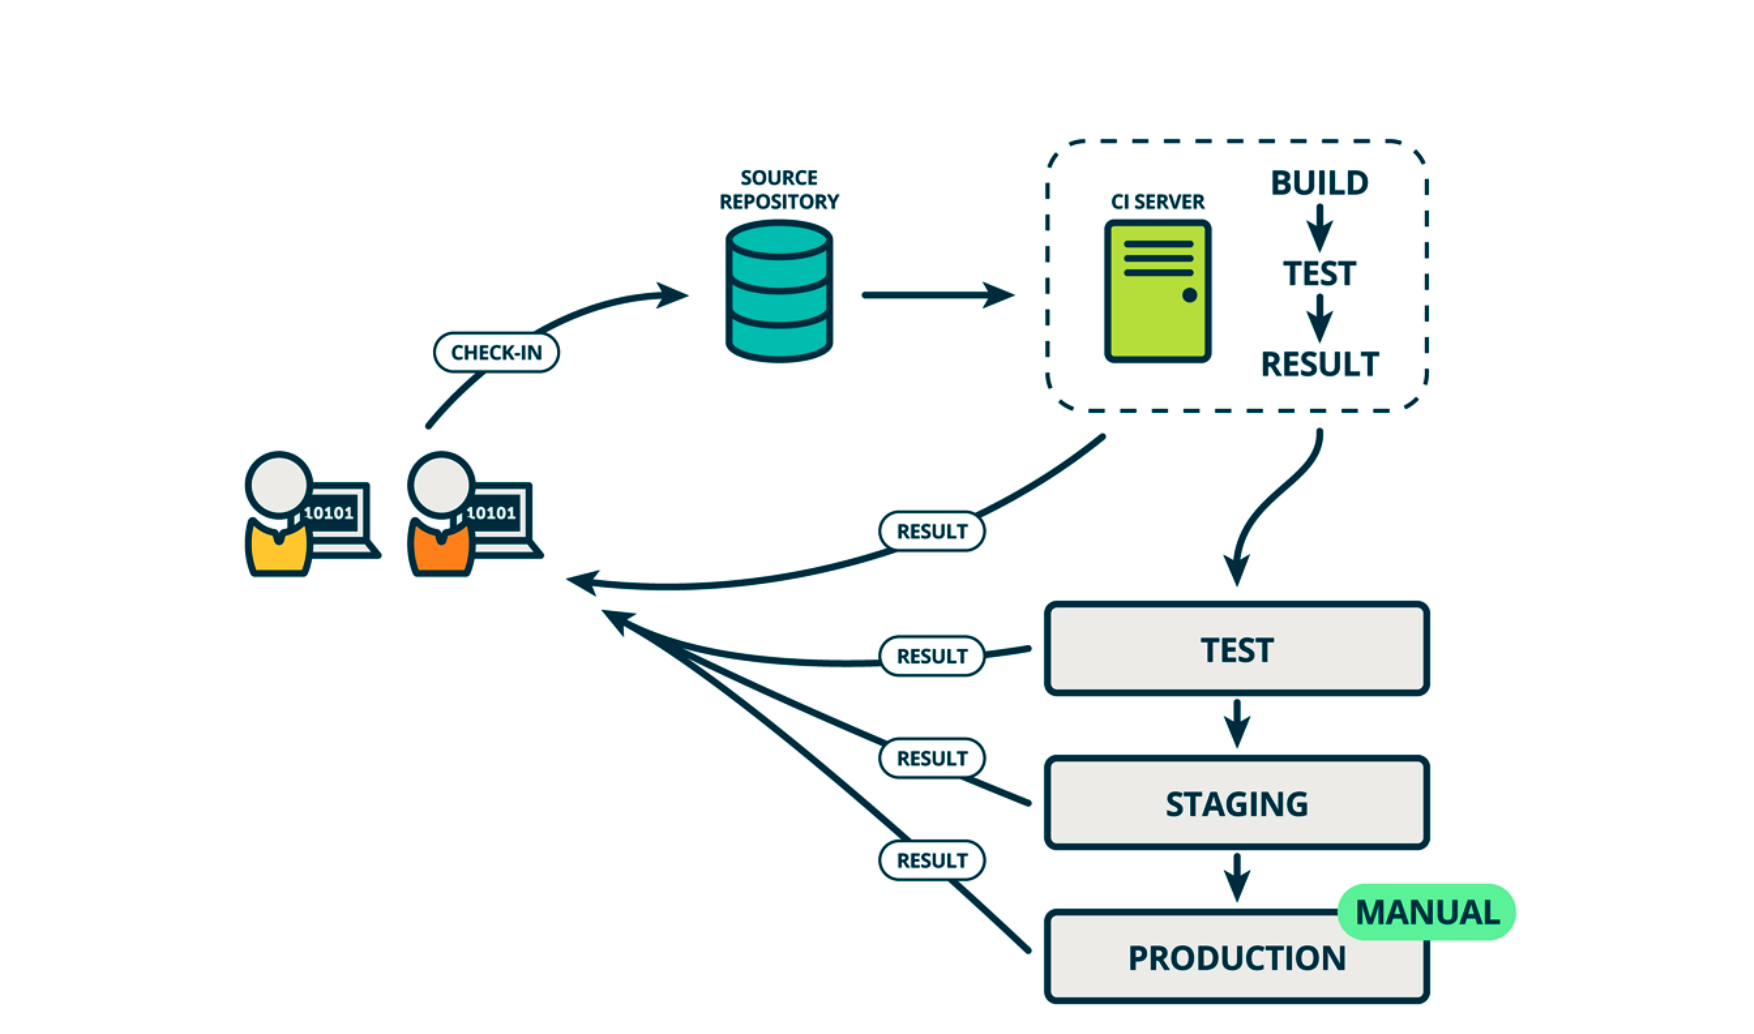 SOURCE
REPOSITORY
CI SERVER
BUILD
TEST
RESULT
CHECK-IN
10101
10101
RESULT
RESULT
RESULT
RESULT
TEST
STAGING
MANUAL
PRODUCTION